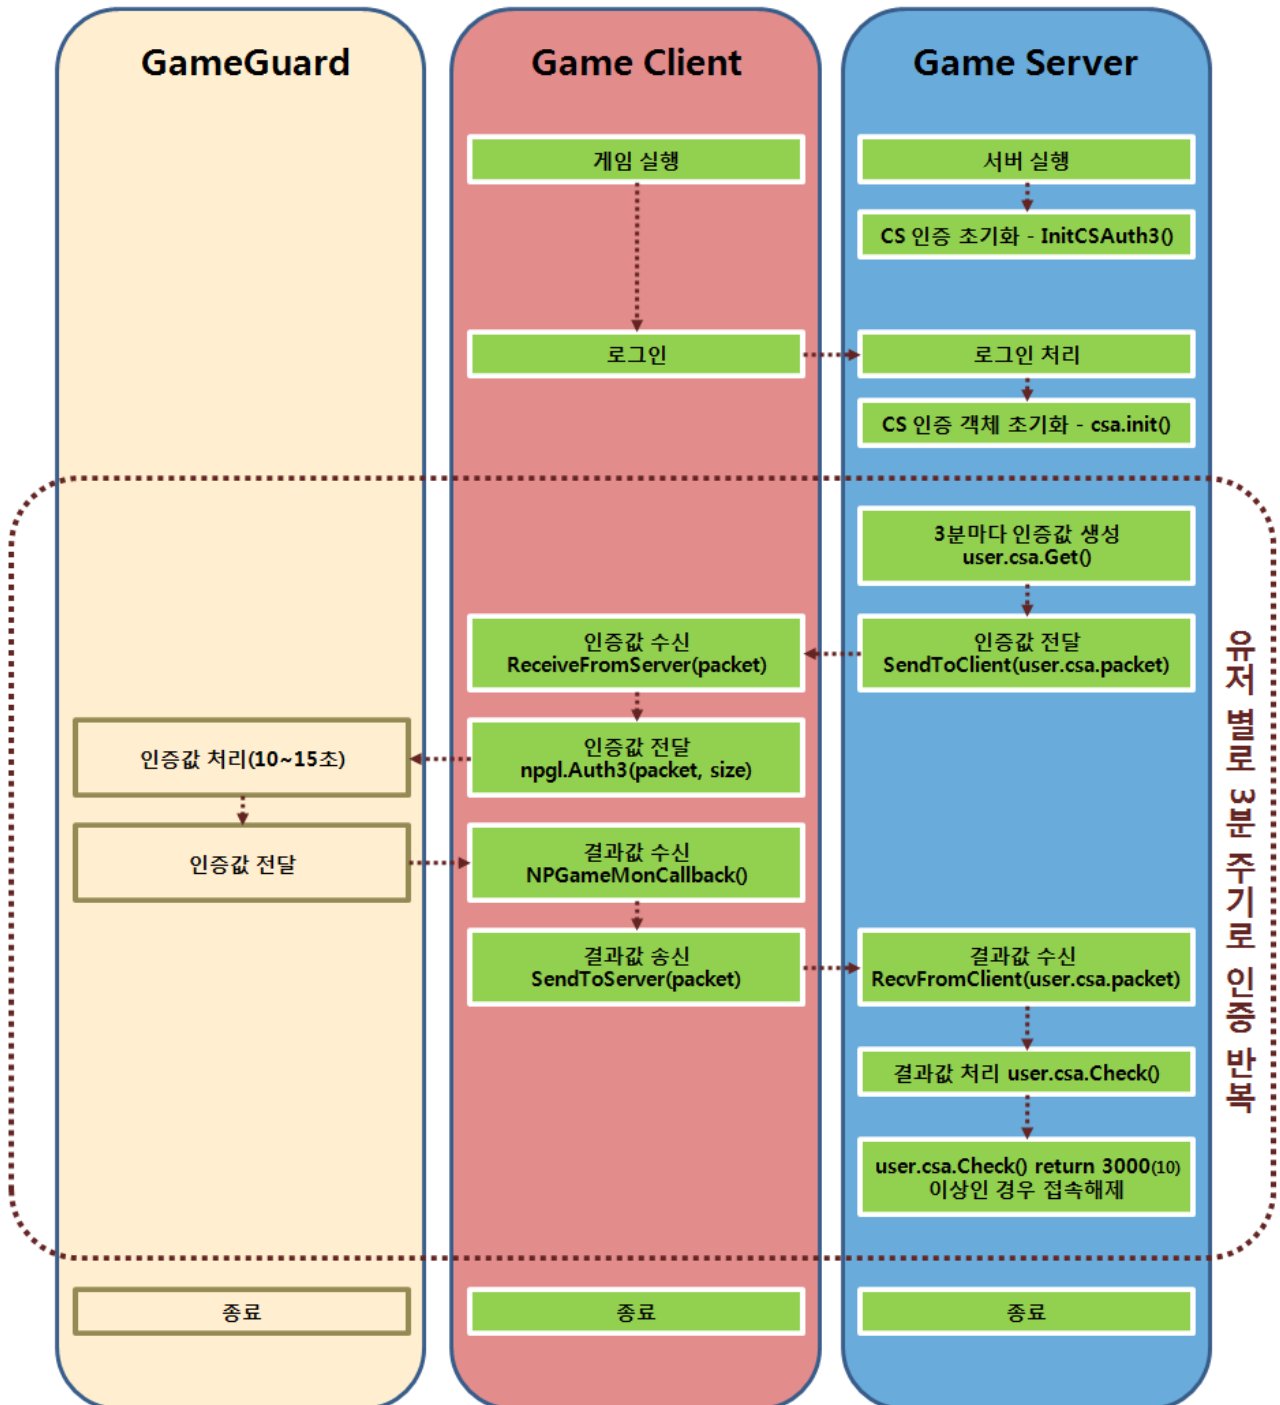 GameGuard
Game Client
Game Server
게임 실행
서버 실행
CS 인증 초기화 - InitCSAuth3()
로그인
로그인 처리
CS 인증 객체 초기화 - csa.init()
3분마다 인증값 생성
user.csa.Get()
인증값 수신
ReceiveFromServer(packet)
인증값 전달
SendToClient(user.csa.packet)
인증값 처리(10~15초)
인증값 전달
npgl.Auth3(packet, size)
인증값 전달
결과값 수신
NPGameMonCallback()
결과값 송신
SendToServer(packet)
결과값 수신
RecvFromClient(user.csa.packet)
결과값 처리 user.csa.Check()
user.csa.Check() return 3000(10)
이상인 경우 접속해제
유저 별로 3분 주기로 인증 반복
종료
종료
종료